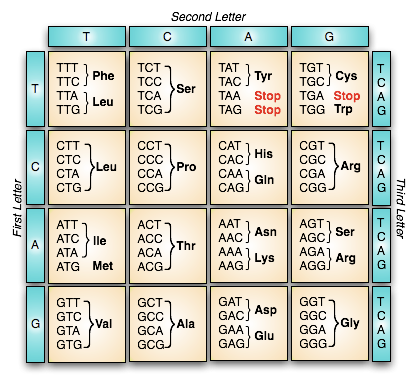 Second Letter
T C A G
First Letter
Third Letter
T
TTT
TTC
Phe
TTA
TTG
Leu
TCT
TCC
TCA
TCG
Ser
TAT
TAC
Tyr
TAA Stop
TAG Stop
TGT
TGC
Cys
TGA Stop
TGG Trp
T
C
A
G
C
CTT
CTC
CTA
CTG
Leu
CCT
CCC
CCA
CCG
Pro
CAT
CAC
His
CAA
CAG
Gln
CGT
CGC
CGA
CGG
Arg
T
C
A
G
A
ATT
ATC
ATA
Ile
ATG Met
ACT
ACC
ACA
ACG
Thr
AAT
AAC
Asn
AAA
AAG
Lys
AGT
AGC
Ser
AGA
AGG
Arg
T
C
A
G
G
GTT
GTC
GTA
GTG
Val
GCT
GCC
GCA
GCG
Ala
GAT
GAC
Asp
GAA
GAG
Glu
GGT
GGC
GGA
GGG
Gly
T
C
A
G